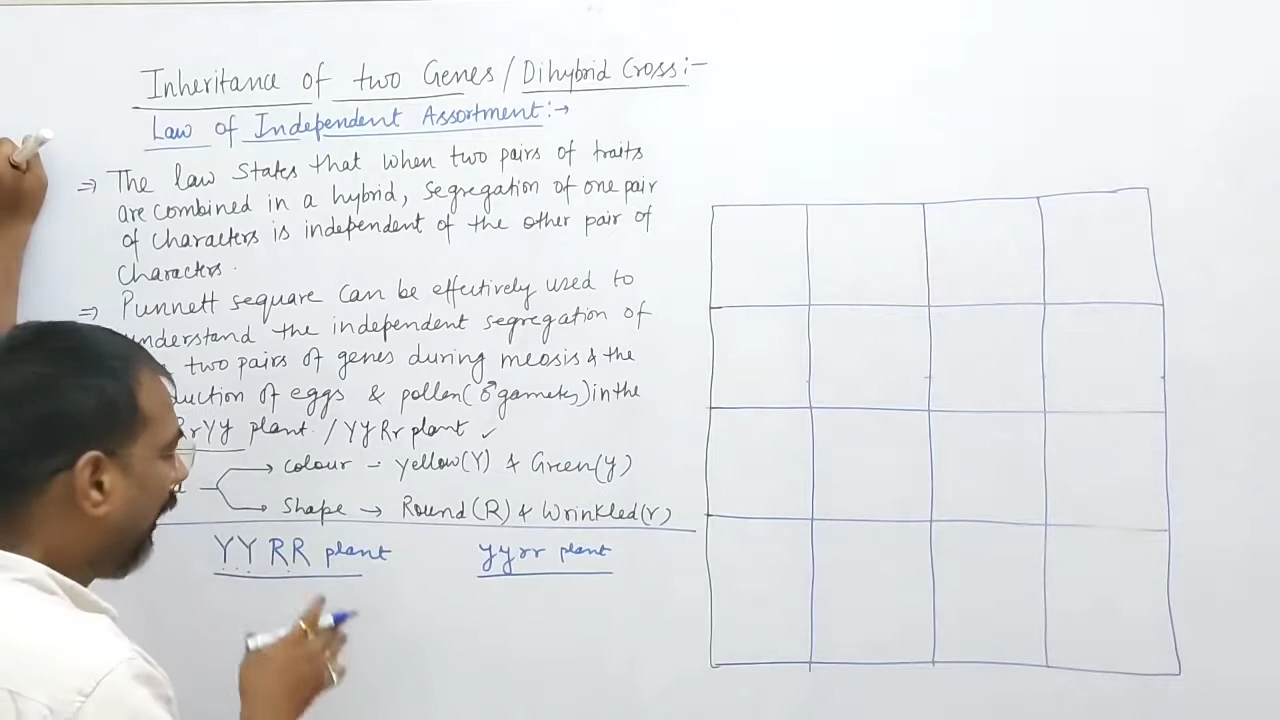 Inheritance of two Genes / Dihybrid Cross:-
Law of Independent Assortment:→
⇒ The law states that when two pairs of traits
are combined in a hybrid, segregation of one pair
of characters is independent of the other pair of
characters.
⇒ Punnett sequare can be effectively used to
understand the independent segregation of
two pairs of genes during meosis & the
duction of eggs & pollen(♂gametes) in the
RrYy plant. / YyRr plant ✓
→ Colour - Yellow(Y) & Green(y)
→ Shape → Round(R) & Wrinkled(r)
YYRR plant yyrr plant